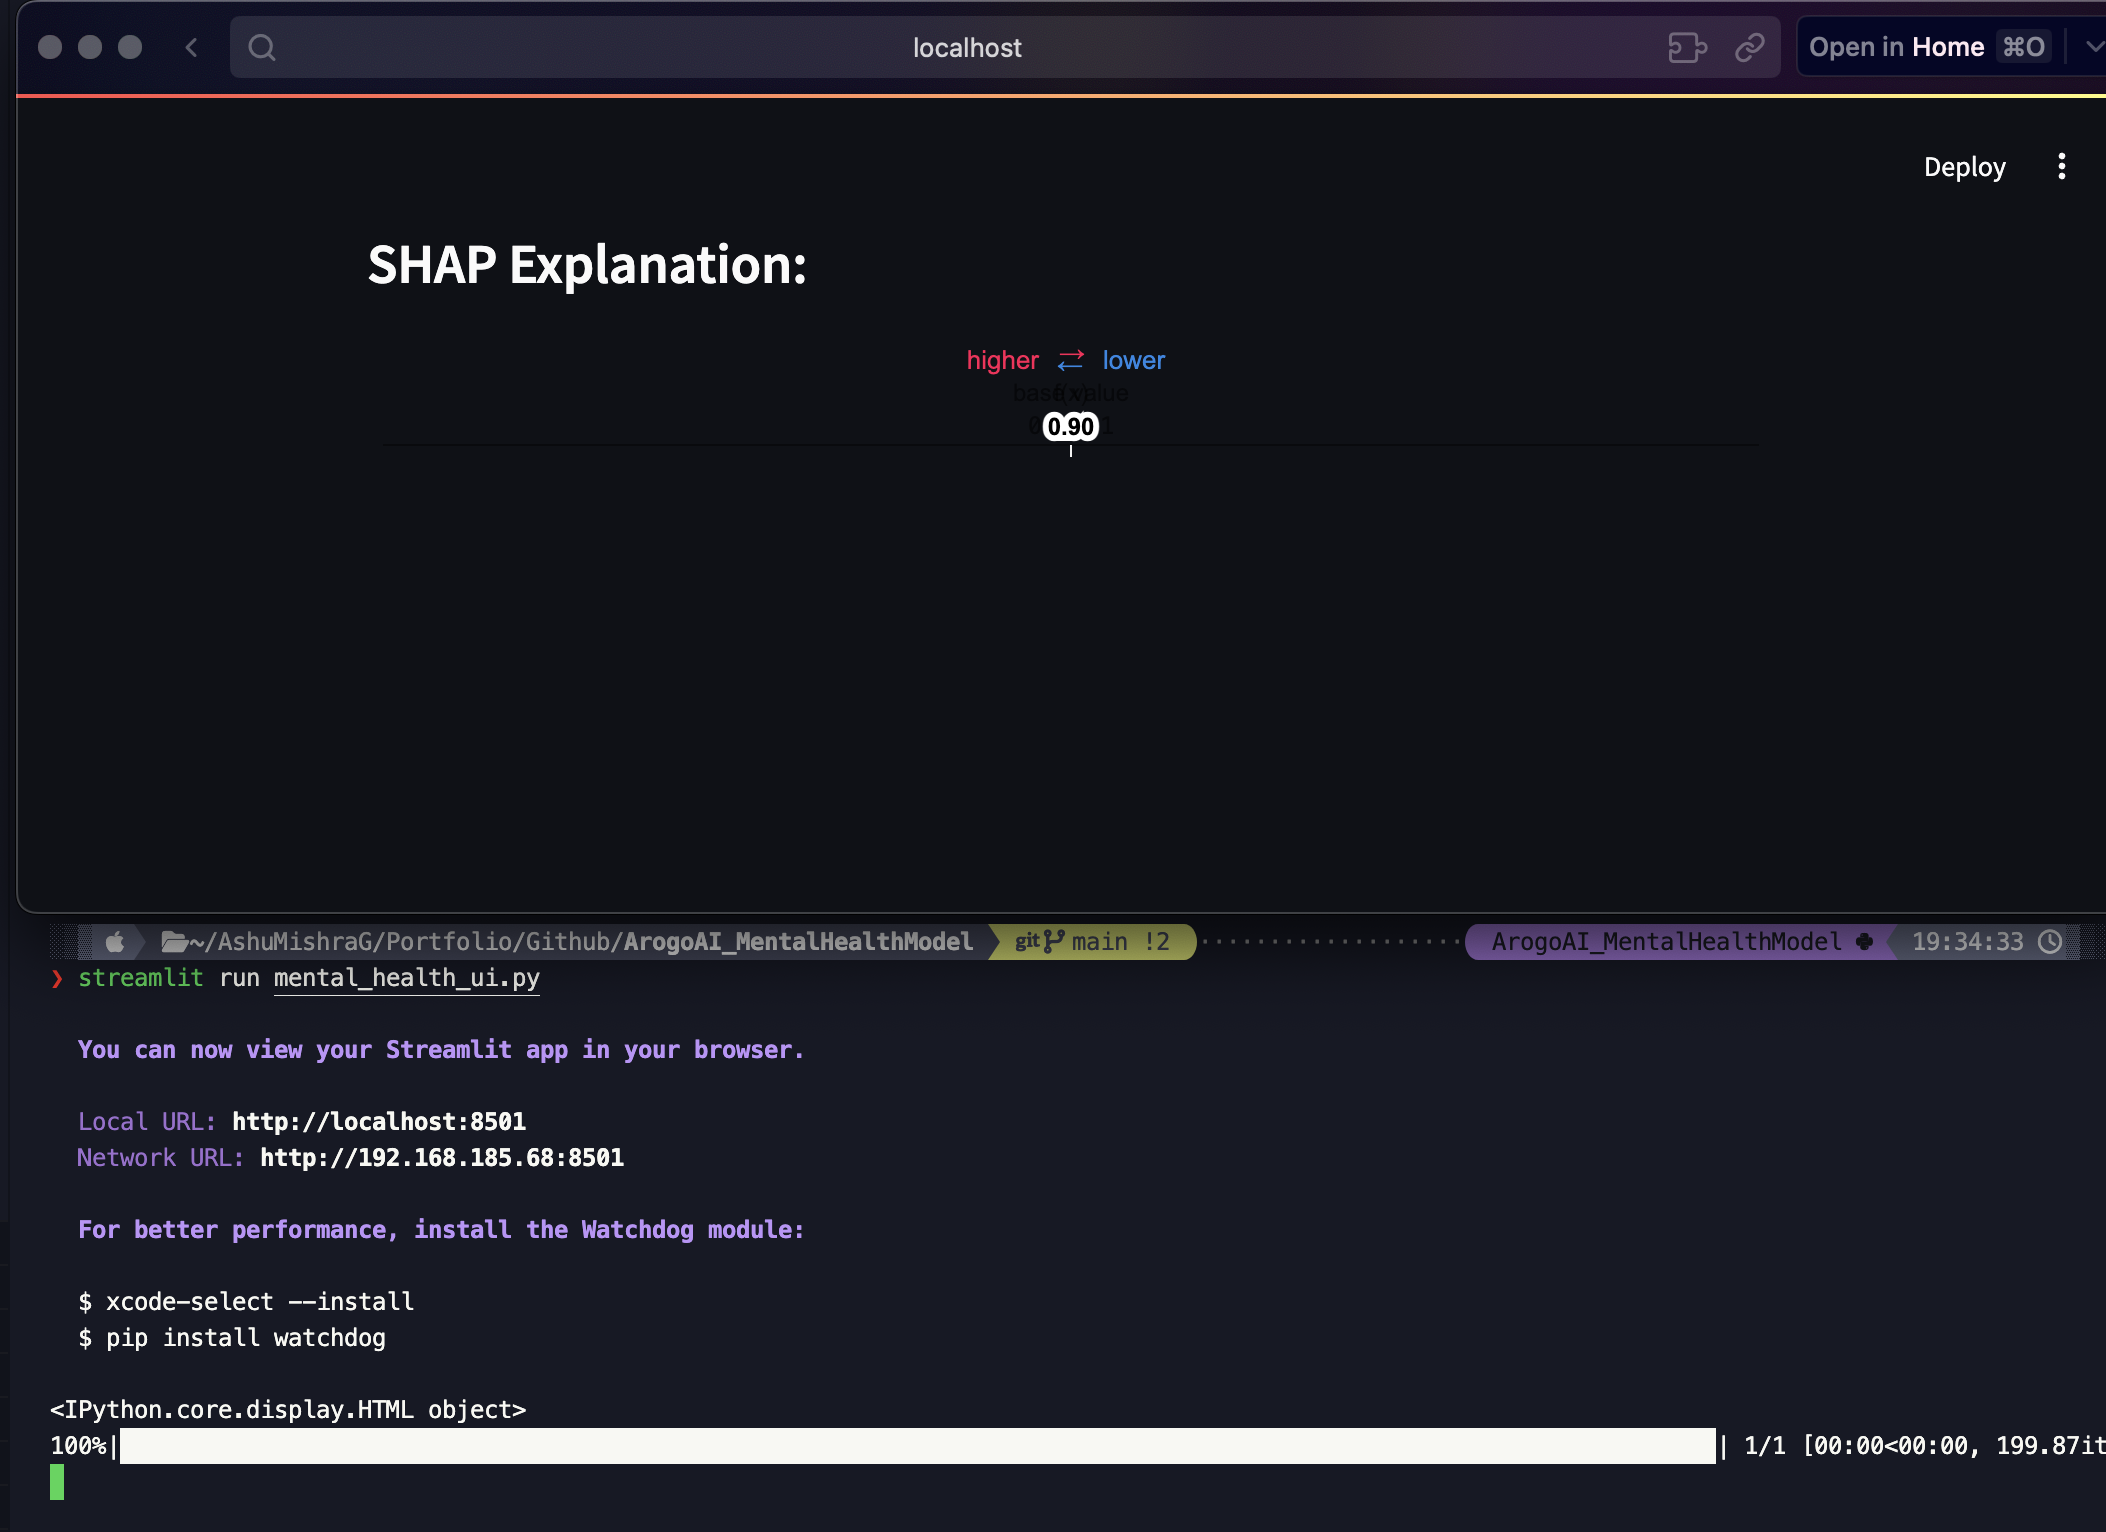 localhost
Open in Home ⌘O
Deploy
SHAP Explanation:
higher ⇄ lower
base value
f(x)
0.90
~/AshuMishraG/Portfolio/Github/ArogoAI_MentalHealthModel git main !2 ArogoAI_MentalHealthModel 19:34:33
❯ streamlit run mental_health_ui.py
You can now view your Streamlit app in your browser.
Local URL: http://localhost:8501
Network URL: http://192.168.185.68:8501
For better performance, install the Watchdog module:
$ xcode-select --install
$ pip install watchdog
<IPython.core.display.HTML object>
100%| | 1/1 [00:00<00:00, 199.87it